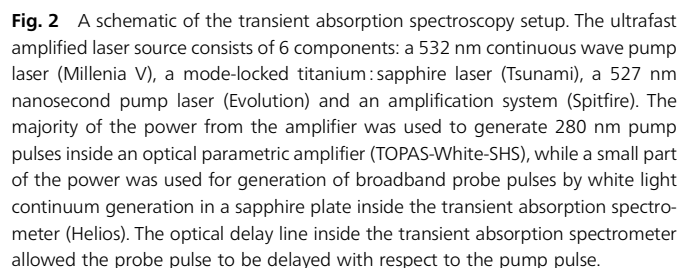 Fig. 2 A schematic of the transient absorption spectroscopy setup. The ultrafast
amplified laser source consists of 6 components: a 532 nm continuous wave pump
laser (Millenia V), a mode-locked titanium : sapphire laser (Tsunami), a 527 nm
nanosecond pump laser (Evolution) and an amplification system (Spitfire). The
majority of the power from the amplifier was used to generate 280 nm pump
pulses inside an optical parametric amplifier (TOPAS-White-SHS), while a small part
of the power was used for generation of broadband probe pulses by white light
continuum generation in a sapphire plate inside the transient absorption spectro-
meter (Helios). The optical delay line inside the transient absorption spectrometer
allowed the probe pulse to be delayed with respect to the pump pulse.